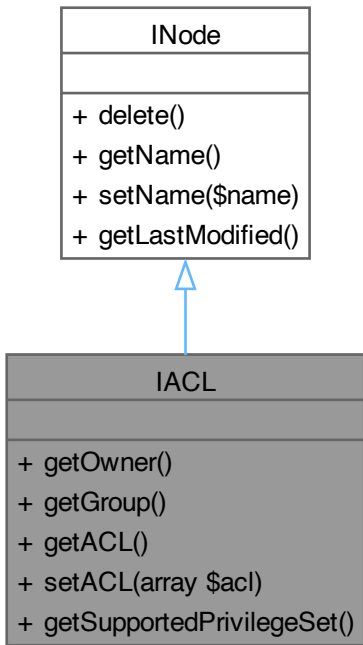 INode
+ delete()
+ getName()
+ setName($name)
+ getLastModified()
IACL
+ getOwner()
+ getGroup()
+ getACL()
+ setACL(array $acl)
+ getSupportedPrivilegeSet()